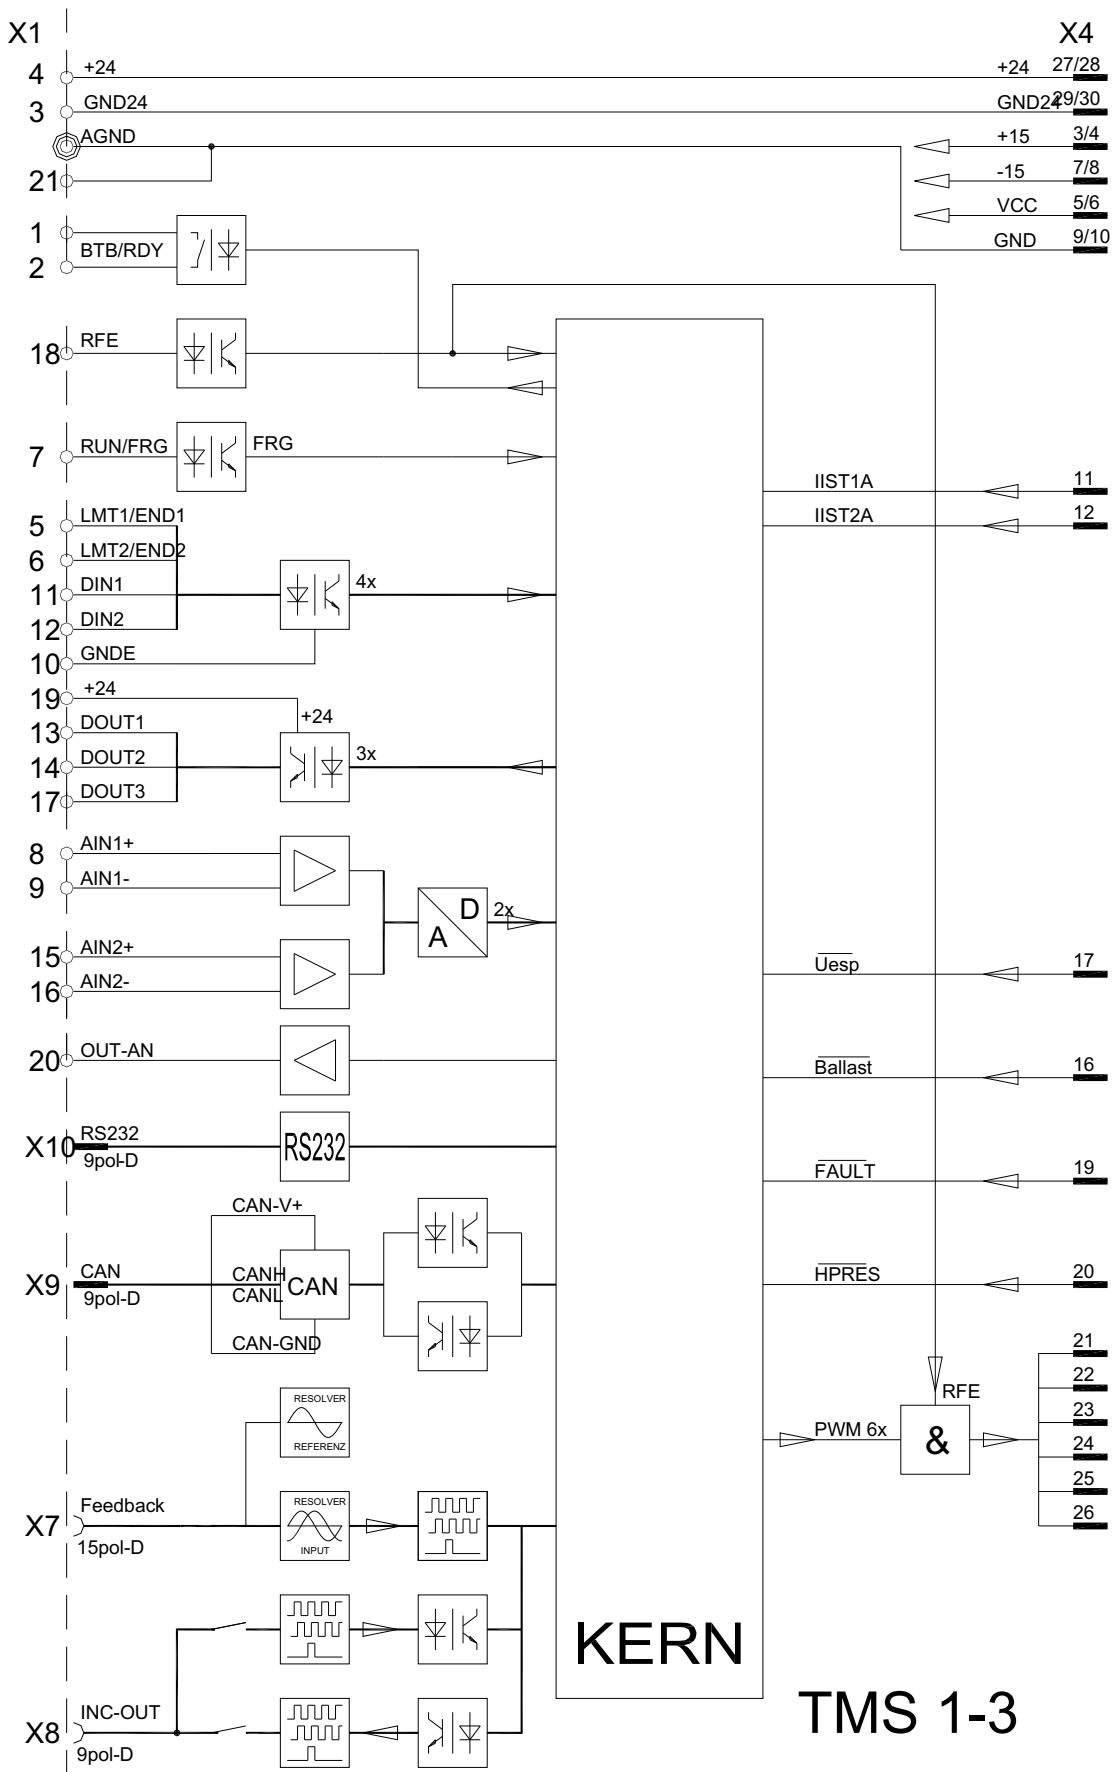 X1 X4
4 +24 +24 27/28
3 GND24 GND24 29/30
AGND +15 3/4
21 -15 7/8
VCC 5/6
1 GND 9/10
BTB/RDY
2
18 RFE
7 RUN/FRG FRG
IIST1A 11
5 LMT1/END1 IIST2A 12
6 LMT2/END2
11 DIN1 4x
12 DIN2
10 GNDE
19 +24
+24
13 DOUT1
14 DOUT2 3x
17 DOUT3
8 AIN1+
9 AIN1-
D
A
2x
15 AIN2+
Uesp 17
16 AIN2-
20 OUT-AN
Ballast 16
X10 RS232
9pol-D
RS232
FAULT 19
CAN-V+
X9 CAN
9pol-D
CANH
CANL
CAN
HPRES 20
CAN-GND
21
RFE 22
RESOLVER
REFERENZ
23
PWM 6x & 24
25
X7 Feedback
15pol-D
RESOLVER
INPUT
26
KERN
X8 INC-OUT
9pol-D
TMS 1-3